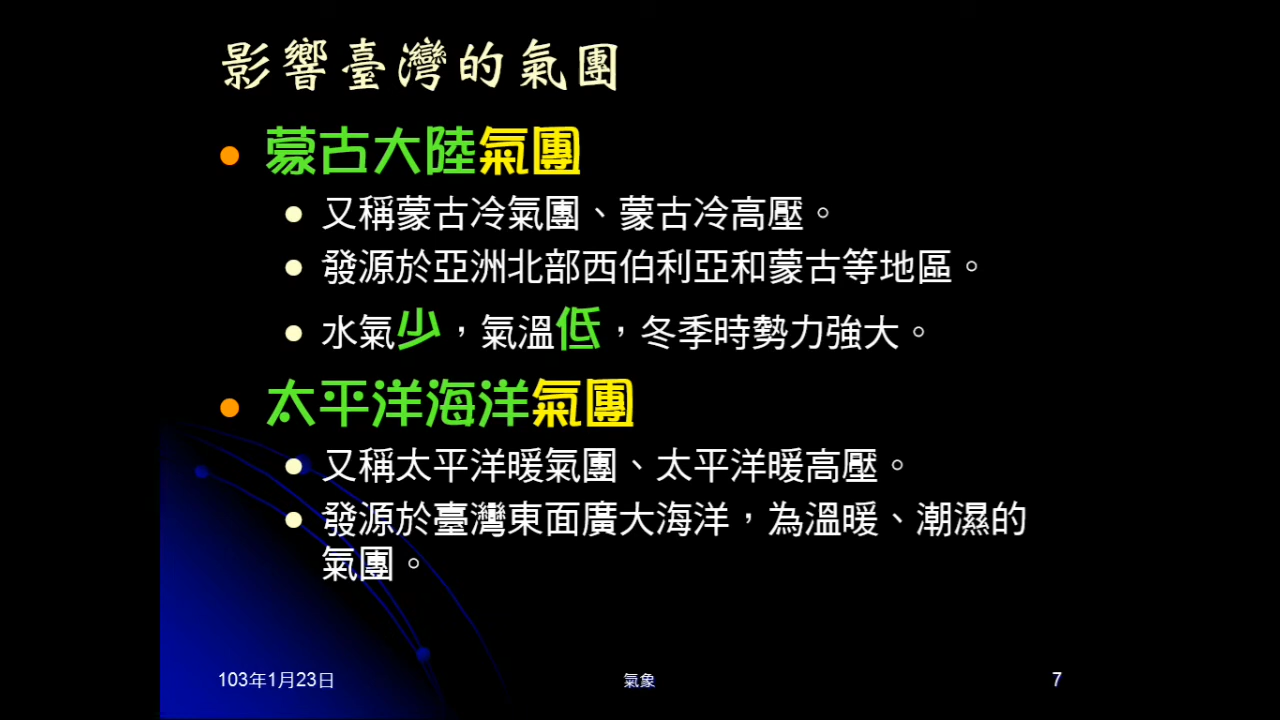 影響臺灣的氣團
蒙古大陸氣團
又稱蒙古冷氣團、蒙古冷高壓。
發源於亞洲北部西伯利亞和蒙古等地區。
水氣少，氣溫低，冬季時勢力強大。
太平洋海洋氣團
又稱太平洋暖氣團、太平洋暖高壓。
發源於臺灣東面廣大海洋，為溫暖、潮濕的
氣團。
103年1月23日 氣象 7